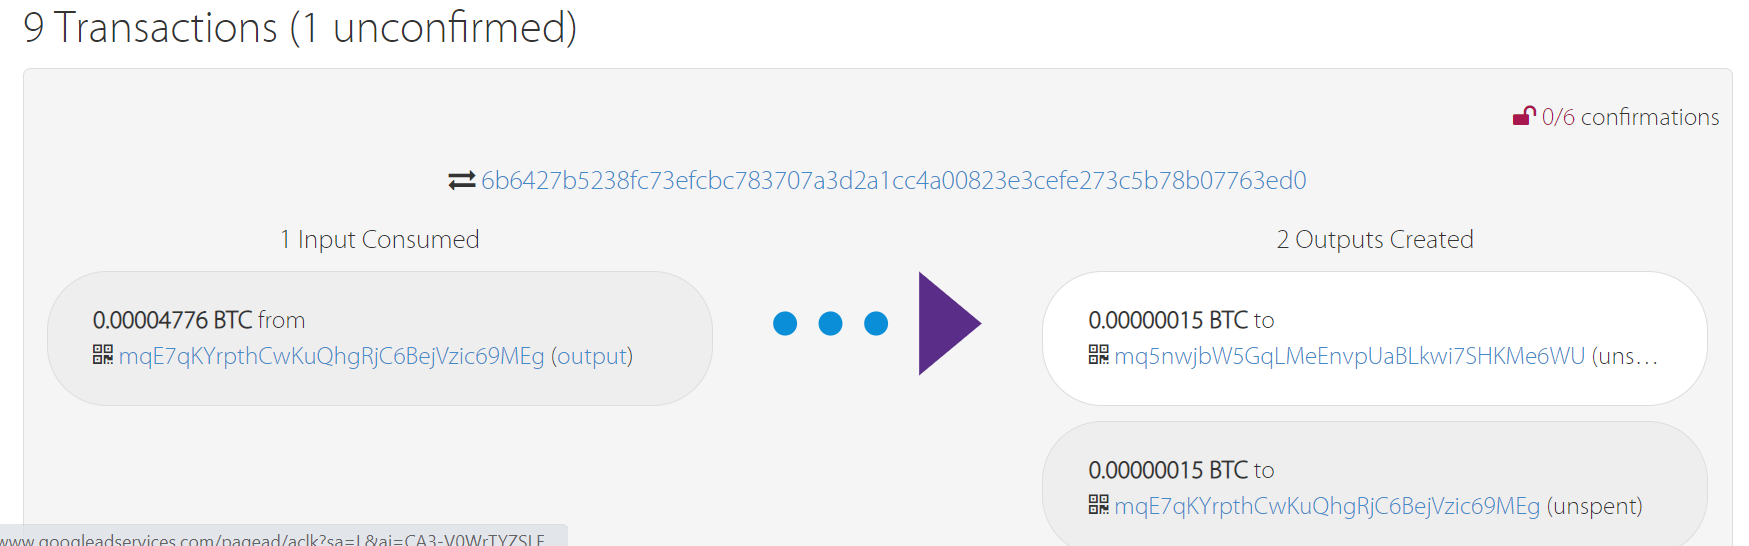 9 Transactions (1 unconfirmed)
0/6 confirmations
6b6427b5238fc73efcbc783707a3d2a1cc4a00823e3cefe273c5b78b07763ed0
1 Input Consumed
2 Outputs Created
0.00004776 BTC from
mqE7qKYrpthCwKuQhgRjC6BejVzic69MEg (output)
0.00000015 BTC to
mq5nwjbW5GqLMeEnvpUaBLkwi7SHKMe6WU (uns…
0.00000015 BTC to
mqE7qKYrpthCwKuQhgRjC6BejVzic69MEg (unspent)
www.googleadservices.com/pagead/aclk?sa=L&ai=CA3-V0WrTYZSLF